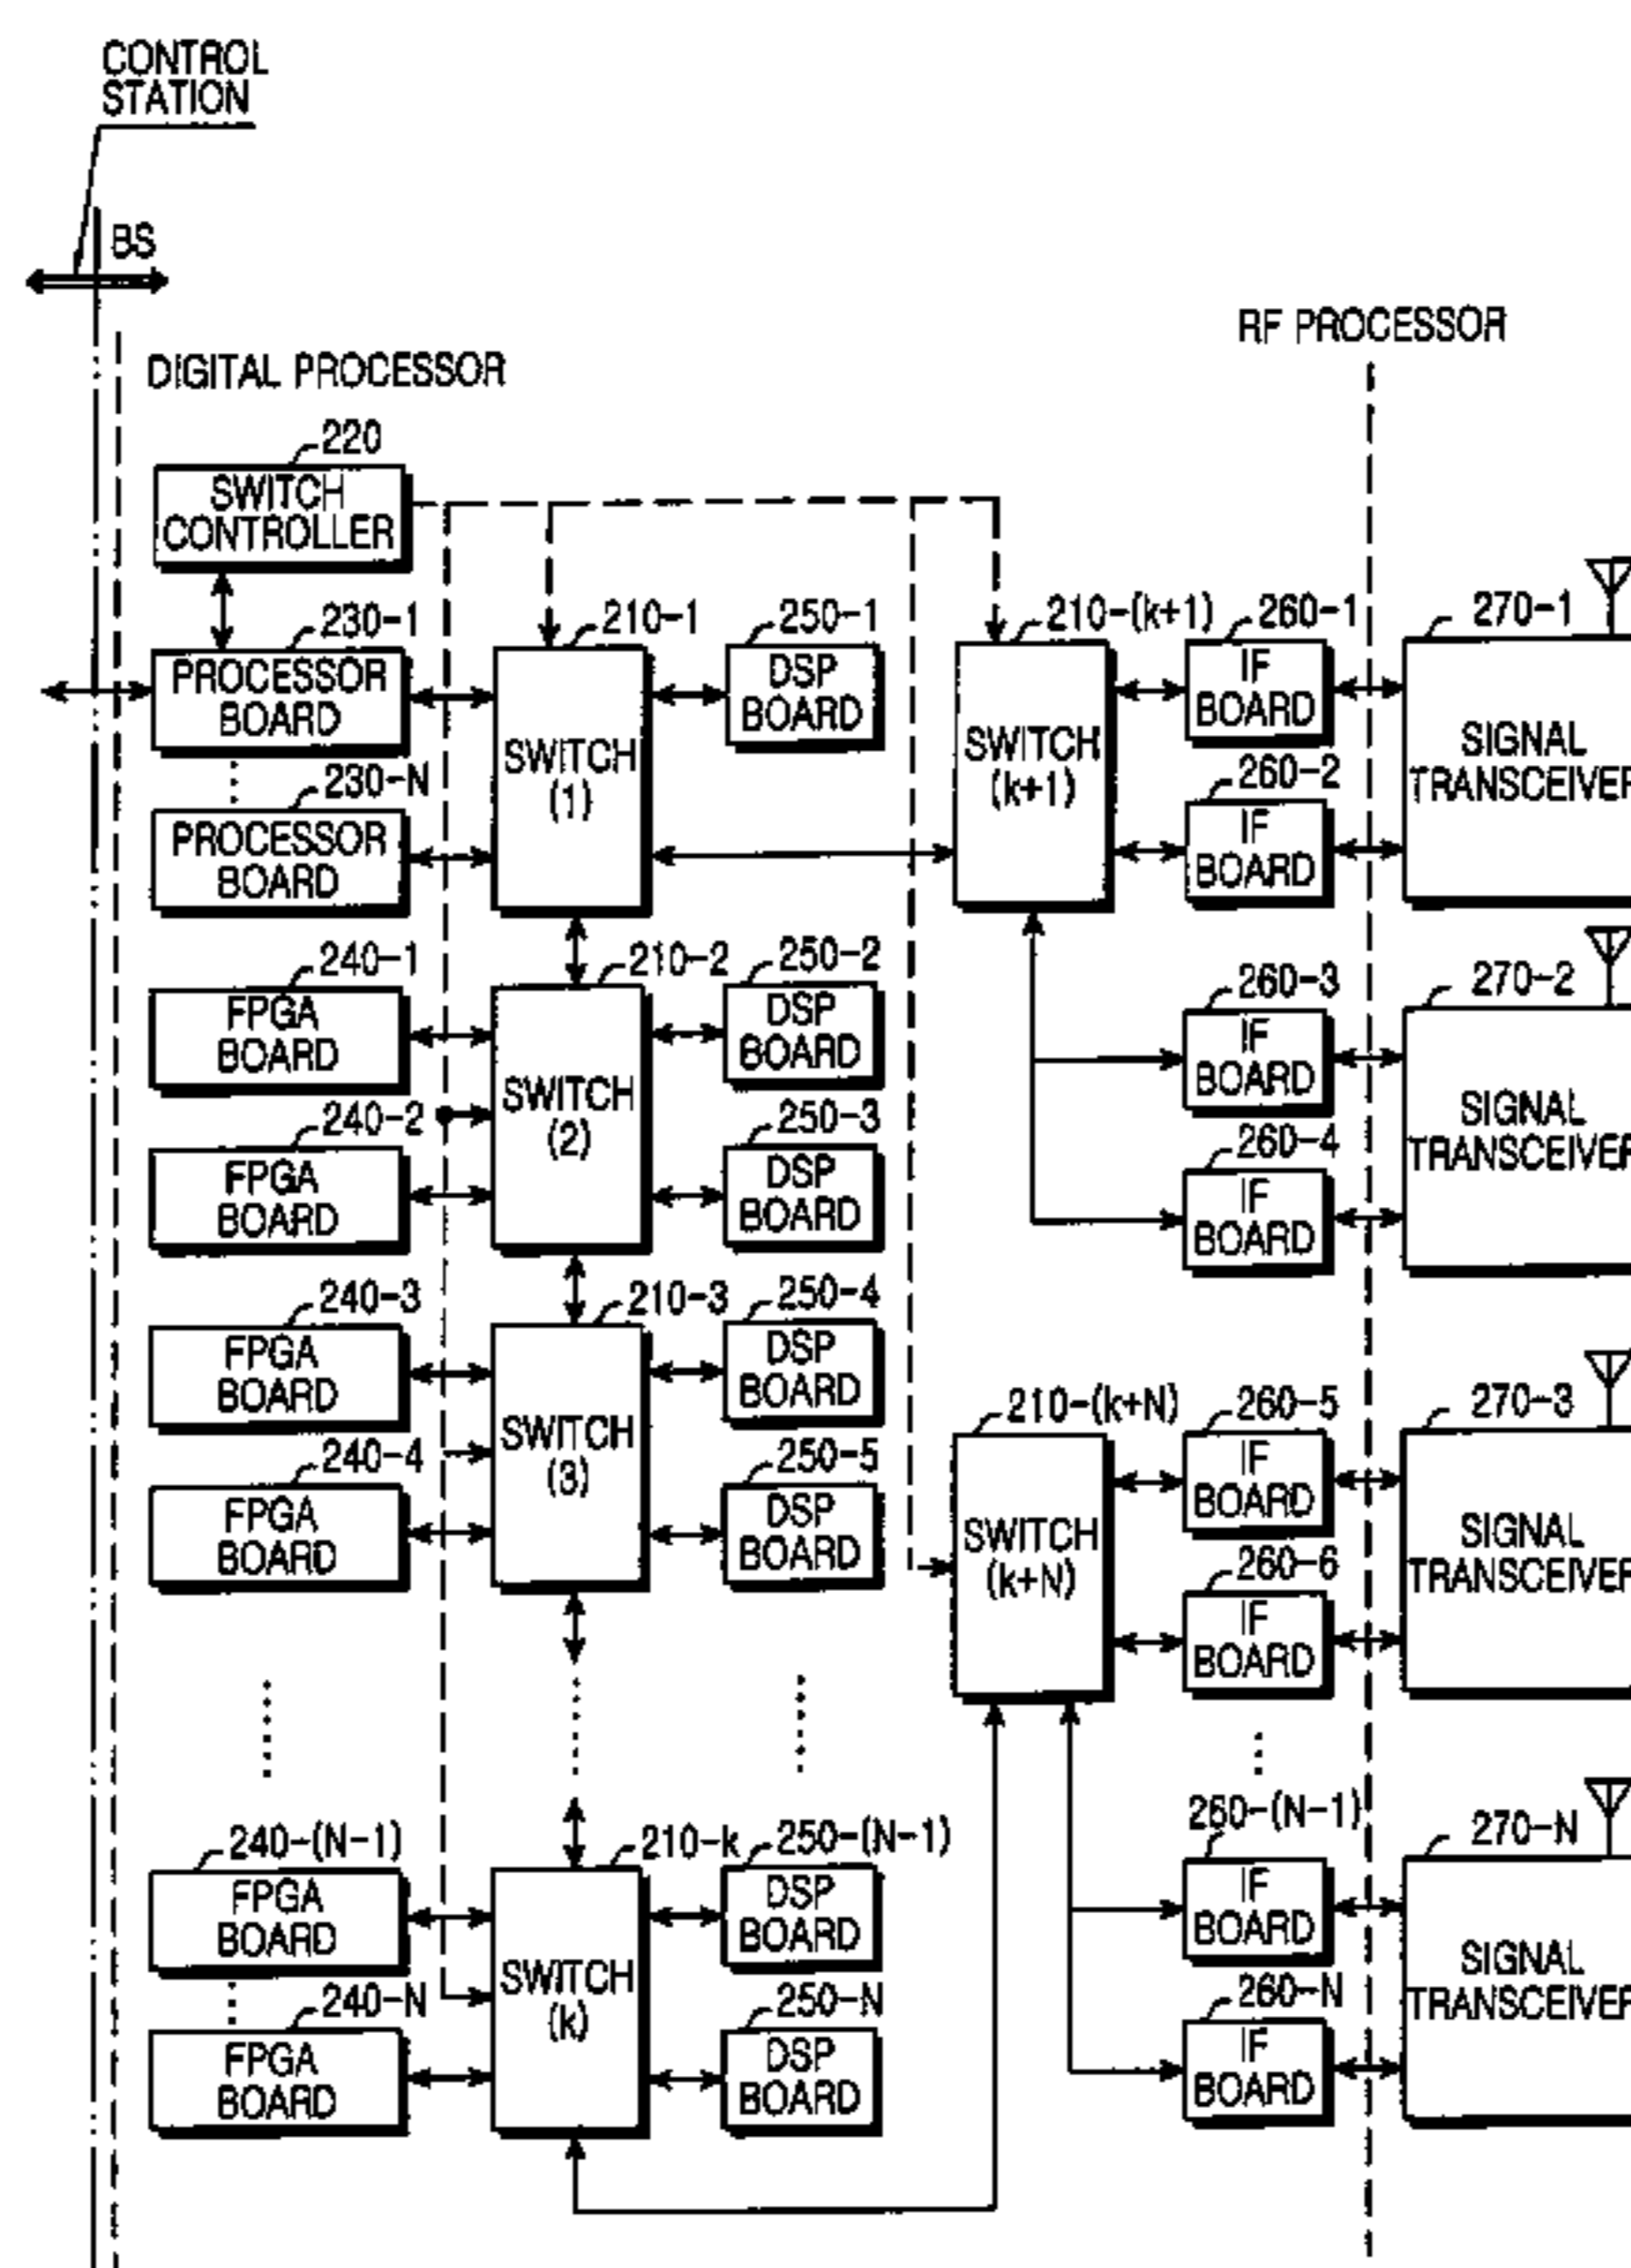 CONTROL
STATION
BS
RF PROCESSOR
DIGITAL PROCESSOR
220
SWITCH
CONTROLLER
230-1
PROCESSOR
BOARD
230-N
PROCESSOR
BOARD
210-1
SWITCH
(1)
250-1
DSP
BOARD
210-(k+1)
SWITCH
(k+1)
260-1
IF
BOARD
260-2
IF
BOARD
270-1
SIGNAL
TRANSCEIVER
240-1
FPGA
BOARD
240-2
FPGA
BOARD
210-2
SWITCH
(2)
250-2
DSP
BOARD
250-3
DSP
BOARD
260-3
IF
BOARD
260-4
IF
BOARD
270-2
SIGNAL
TRANSCEIVER
240-3
FPGA
BOARD
240-4
FPGA
BOARD
210-3
SWITCH
(3)
250-4
DSP
BOARD
250-5
DSP
BOARD
210-(k+N)
SWITCH
(k+N)
260-5
IF
BOARD
260-6
IF
BOARD
270-3
SIGNAL
TRANSCEIVER
240-(N-1)
FPGA
BOARD
240-N
FPGA
BOARD
210-k
SWITCH
(k)
250-(N-1)
DSP
BOARD
250-N
DSP
BOARD
260-(N-1)
IF
BOARD
260-N
IF
BOARD
270-N
SIGNAL
TRANSCEIVER